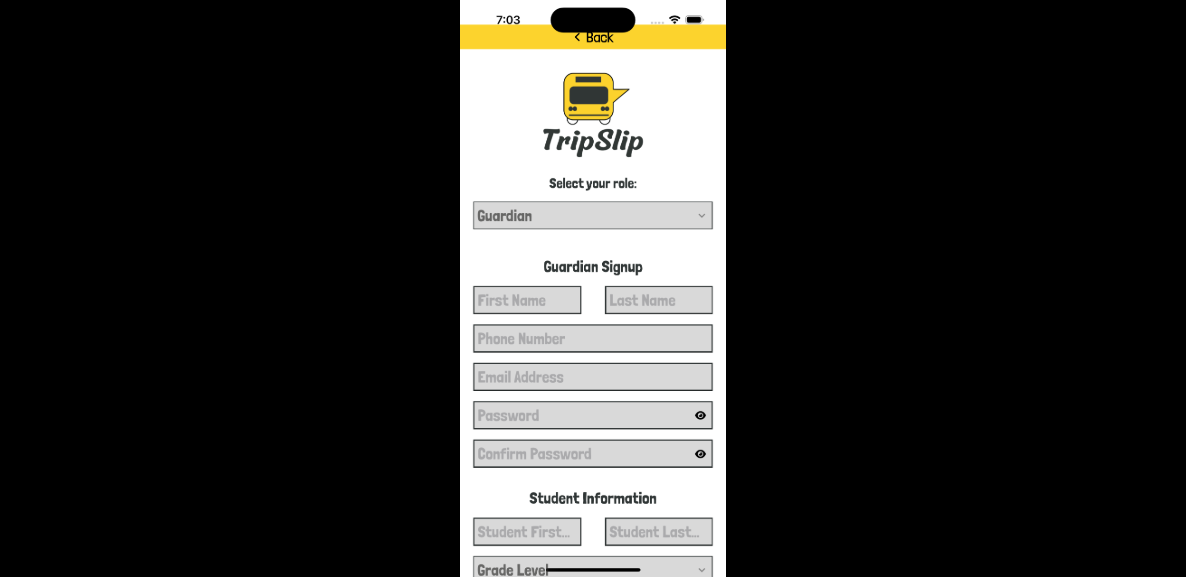 7:03
Back
TripSlip
Select your role:
Guardian
Guardian Signup
First Name Last Name
Phone Number
Email Address
Password
Confirm Password
Student Information
Student First... Student Last...
Grade Level